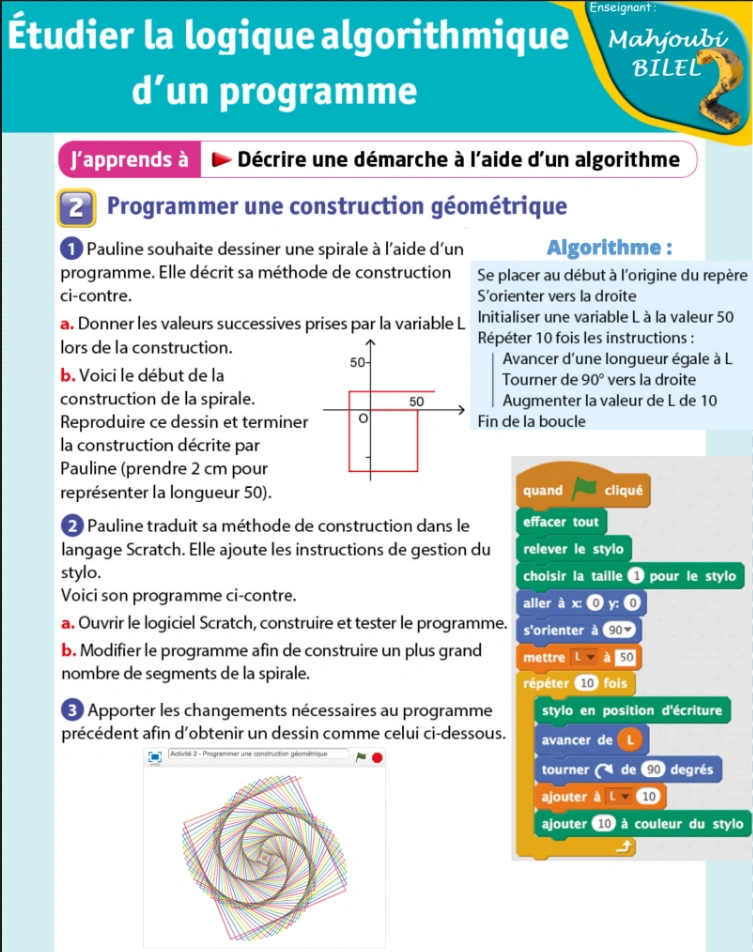 Enseignant :
Étudier la logique algorithmique
d'un programme
Mahjoubi
BILEL
2
J'apprends à
Décrire une démarche à l'aide d'un algorithme
2 Programmer une construction géométrique
1 Pauline souhaite dessiner une spirale à l'aide d'un
programme. Elle décrit sa méthode de construction
ci-contre.
a. Donner les valeurs successives prises par la variable L
lors de la construction.
b. Voici le début de la
construction de la spirale.
Reproduire ce dessin et terminer
la construction décrite par
Pauline (prendre 2 cm pour
représenter la longueur 50).
50
50
O
Algorithme :
Se placer au début à l'origine du repère
S'orienter vers la droite
Initialiser une variable L à la valeur 50
Répéter 10 fois les instructions :
Avancer d'une longueur égale à L
Tourner de 90° vers la droite
Augmenter la valeur de L de 10
Fin de la boucle
2 Pauline traduit sa méthode de construction dans le
langage Scratch. Elle ajoute les instructions de gestion du
stylo.
Voici son programme ci-contre.
a. Ouvrir le logiciel Scratch, construire et tester le programme.
b. Modifier le programme afin de construire un plus grand
nombre de segments de la spirale.
3 Apporter les changements nécessaires au programme
précédent afin d'obtenir un dessin comme celui ci-dessous.
Activité 2 - Programmer une construction géométrique
quand cliqué
effacer tout
relever le stylo
choisir la taille 1 pour le stylo
aller à x: 0 y: 0
s'orienter à 90
mettre L à 50
répéter 10 fois
stylo en position d'écriture
avancer de L
tourner de 90 degrés
ajouter à L 10
ajouter 10 à couleur du stylo